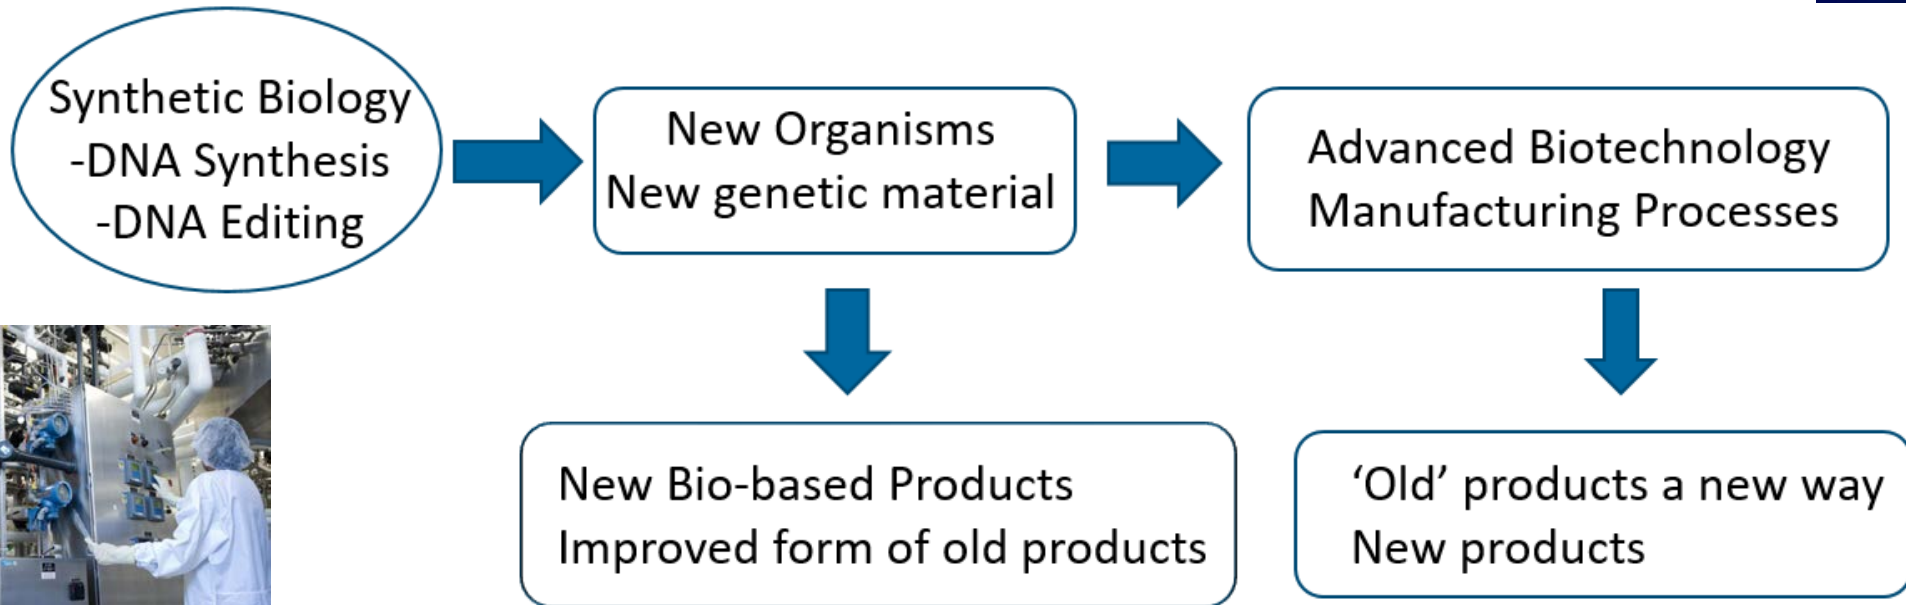 Synthetic Biology
-DNA Synthesis
-DNA Editing
New Organisms
New genetic material
Advanced Biotechnology
Manufacturing Processes
New Bio-based Products
Improved form of old products
‘Old’ products a new way
New products